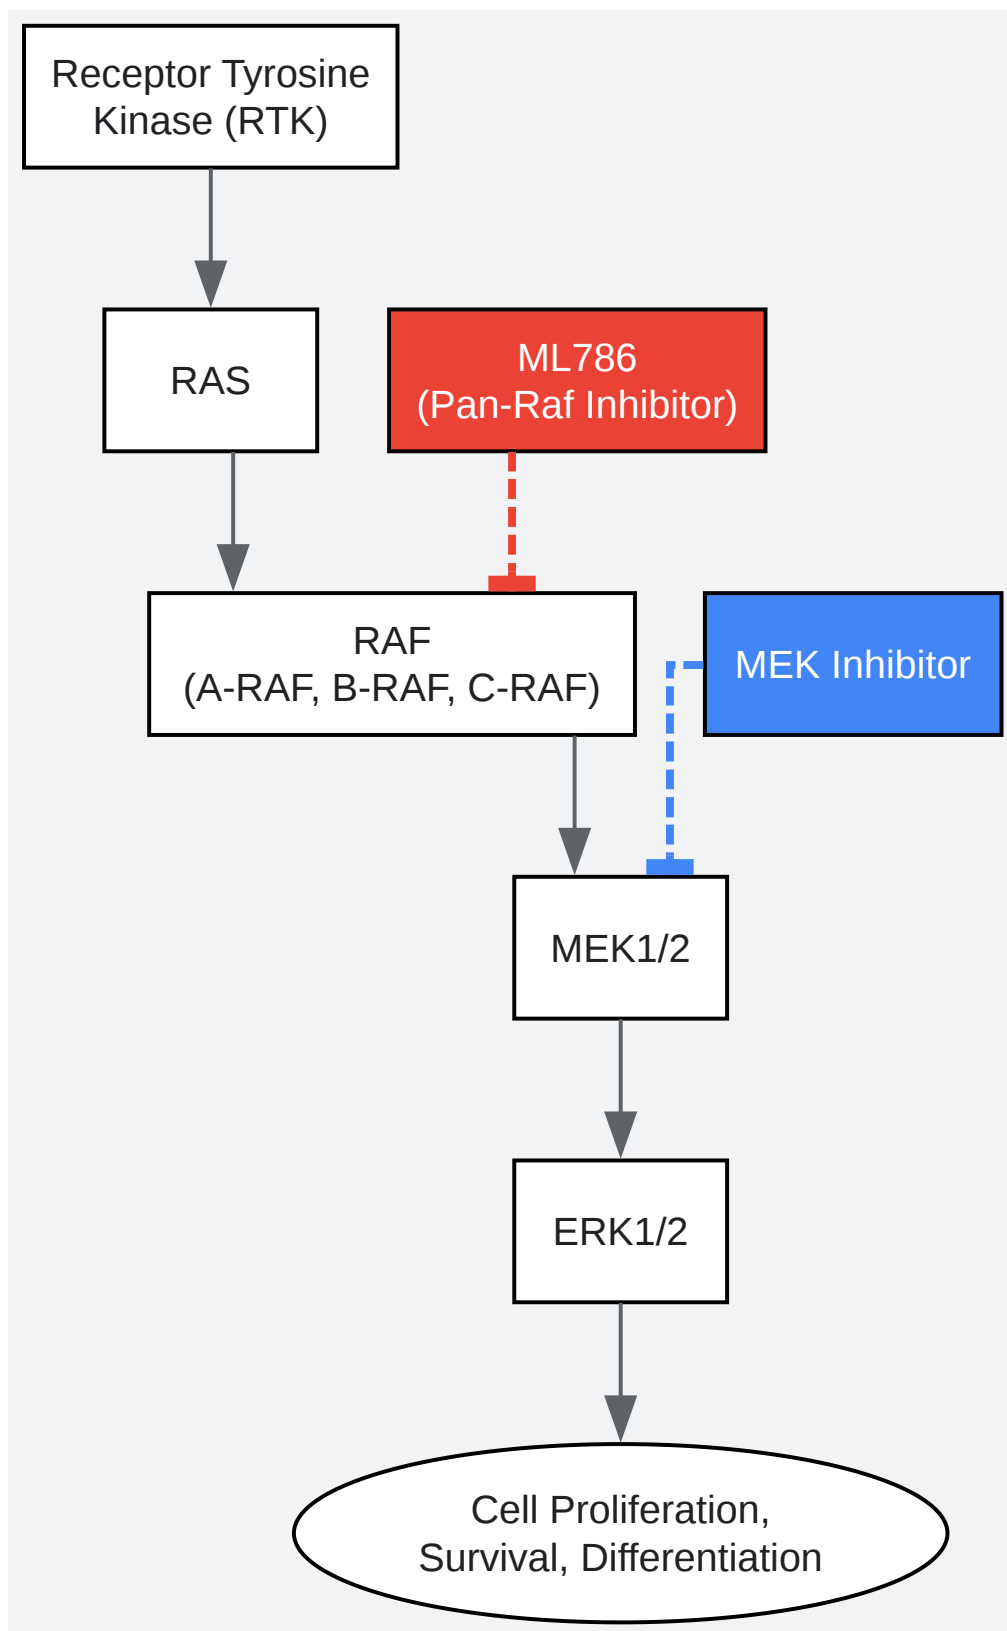 Receptor Tyrosine
Kinase (RTK)
RAS
ML786
(Pan-Raf Inhibitor)
RAF
(A-RAF, B-RAF, C-RAF)
MEK Inhibitor
MEK1/2
ERK1/2
Cell Proliferation,
Survival, Differentiation